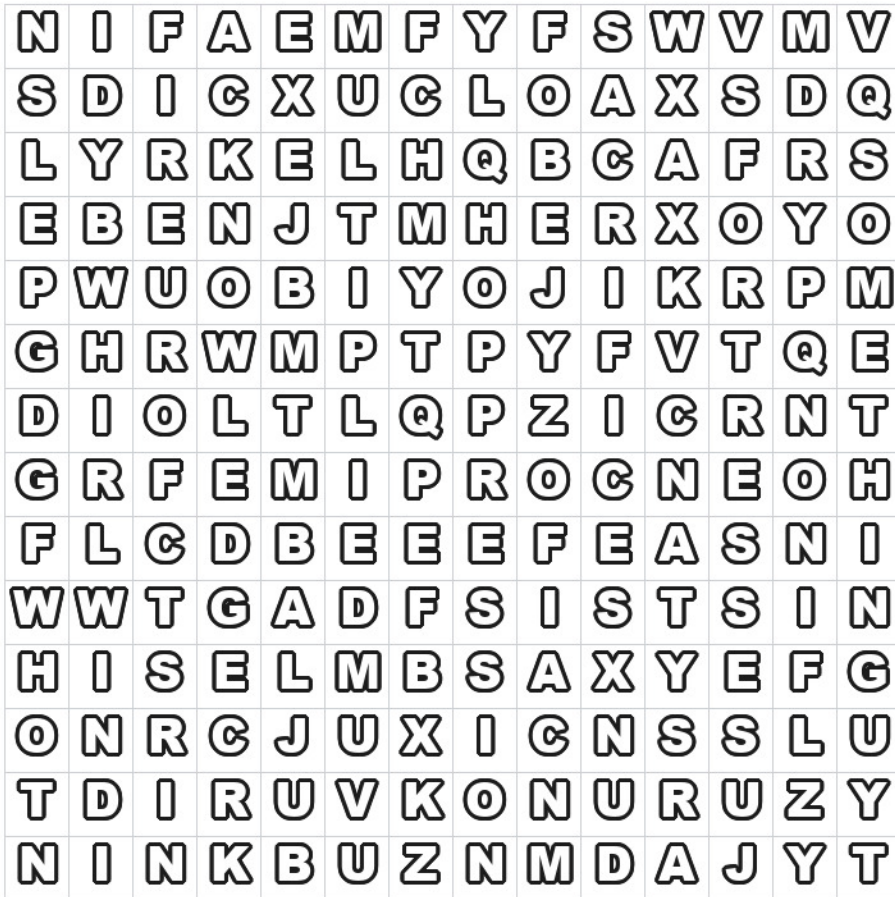 N I F A E M F Y F S W V M V
S D I C X U C L O A X S D Q
L Y R K E L H Q B C A F R S
E B E N J T M H E R X O Y O
P W U O B I Y O J I K R P M
G H R W M P T P Y F V T Q E
D I O L T L Q P Z I C R N T
G R F E M I P R O C N E O H
F L C D B E E E F E A S N I
W W T G A D F S I S T S I N
H I S E L M B S A X Y E F G
O N R C J U X I C N S S L U
T D I R U V K O N U R U Z Y
N I N K B U Z N M D A J Y T